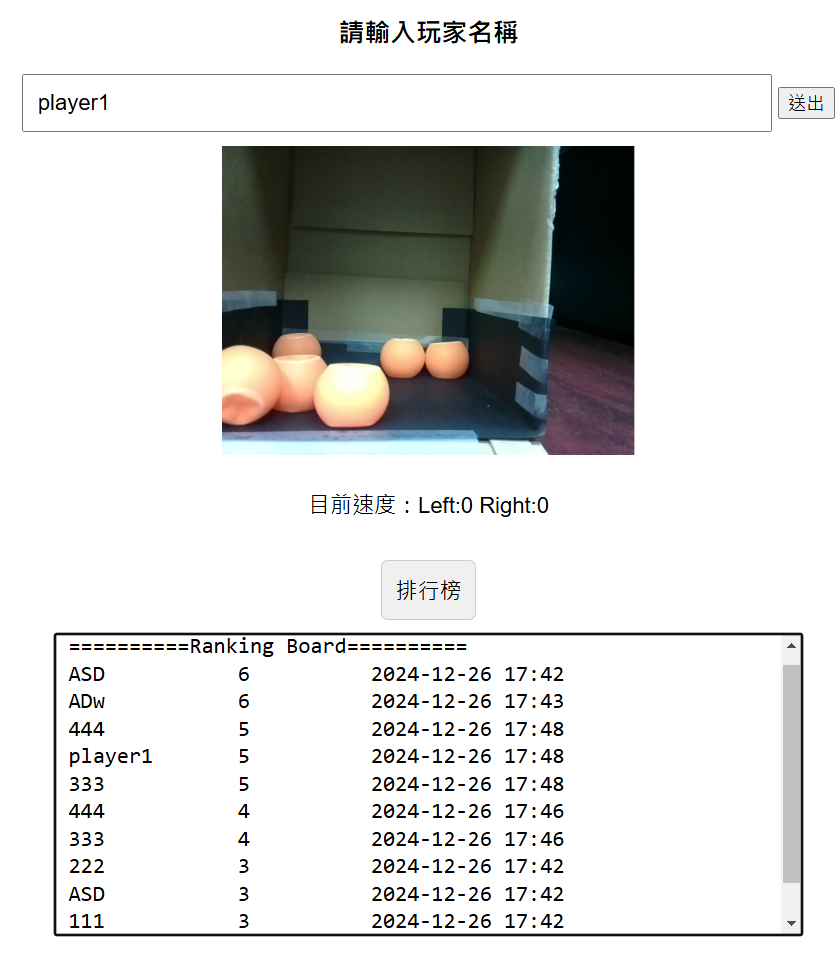 請輸入玩家名稱
player1 送出
目前速度：Left:0 Right:0
排行榜
==========Ranking Board==========
ASD 6 2024-12-26 17:42
ADw 6 2024-12-26 17:43
444 5 2024-12-26 17:48
player1 5 2024-12-26 17:48
333 5 2024-12-26 17:48
444 4 2024-12-26 17:46
333 4 2024-12-26 17:46
222 3 2024-12-26 17:42
ASD 3 2024-12-26 17:42
111 3 2024-12-26 17:42